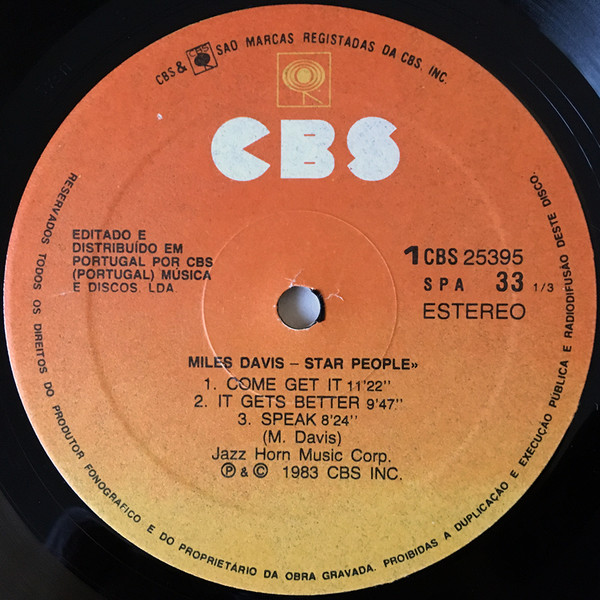 CBS & CBS SAO MARCAS REGISTADAS DA CBS, INC.
CBS
EDITADO E
DISTRIBUÍDO EM
PORTUGAL POR CBS
(PORTUGAL) MÚSICA
E DISCOS, LDA.
1 CBS 25395
SPA 33 1/3
ESTEREO
MILES DAVIS – STAR PEOPLE»
1. COME GET IT 11'22''
2. IT GETS BETTER 9'47''
3. SPEAK 8'24''
(M. Davis)
Jazz Horn Music Corp.
Ⓟ & © 1983 CBS INC.
RESERVADOS TODOS OS DIREITOS DO PRODUTOR FONOGRAFICO E DO PROPRIETÁRIO DA OBRA GRAVADA. PROIBIDAS A DUPLICAÇÃO E EXECUÇÃO PÚBLICA E RADIODIFUSÃO DESTE DISCO.